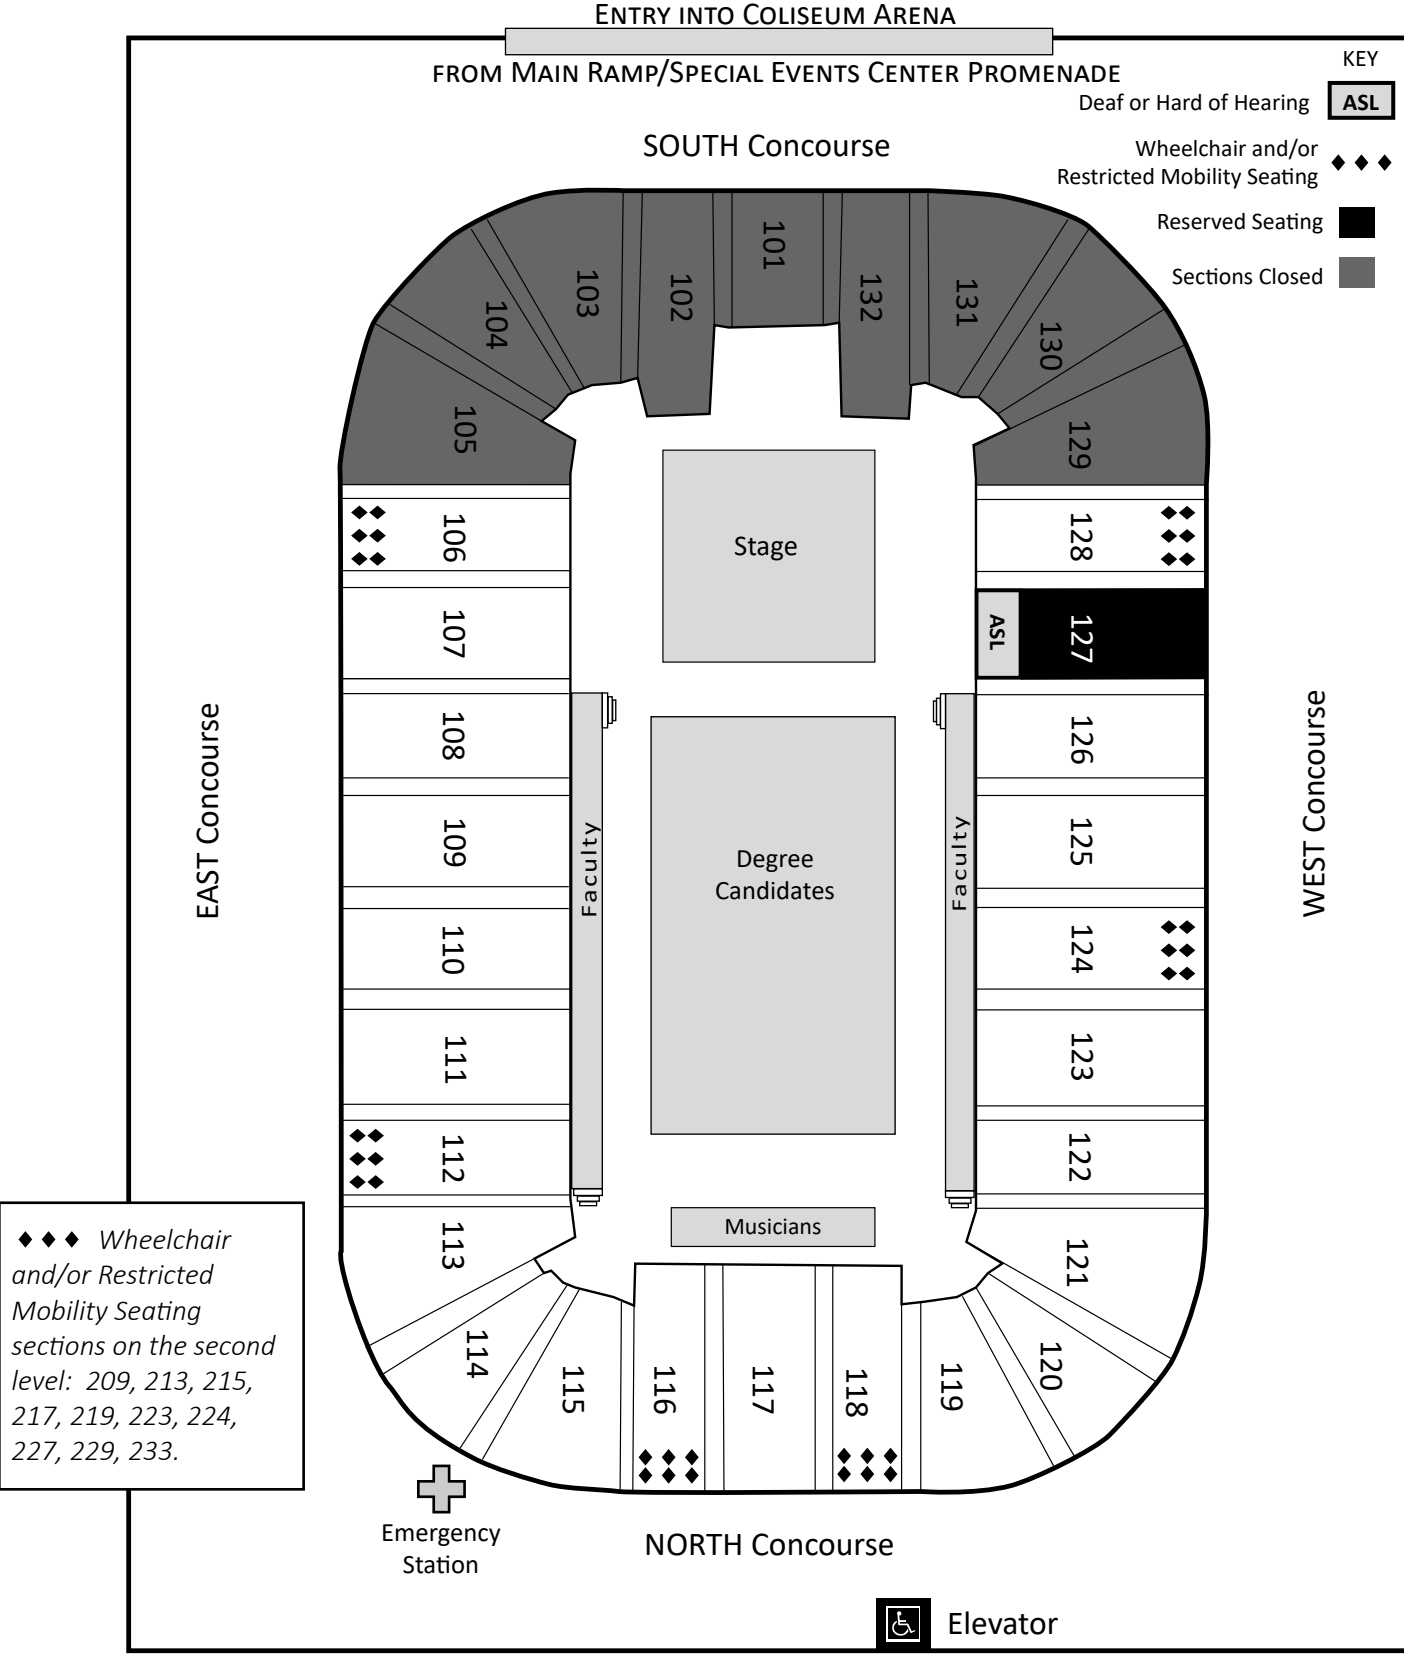 ENTRY INTO COLISEUM ARENA
FROM MAIN RAMP/SPECIAL EVENTS CENTER PROMENADE
KEY
Deaf or Hard of Hearing ASL
Wheelchair and/or
Restricted Mobility Seating
Reserved Seating
Sections Closed
SOUTH Concourse
101
102
103
104
105
132
131
130
129
Stage
106
107
108
109
110
111
112
113
128
ASL
127
126
125
124
123
122
121
EAST Concourse
WEST Concourse
Faculty
Faculty
Degree
Candidates
Musicians
114
115
116
117
118
119
120
Wheelchair
and/or Restricted
Mobility Seating
sections on the second
level: 209, 213, 215,
217, 219, 223, 224,
227, 229, 233.
Emergency
Station
NORTH Concourse
Elevator